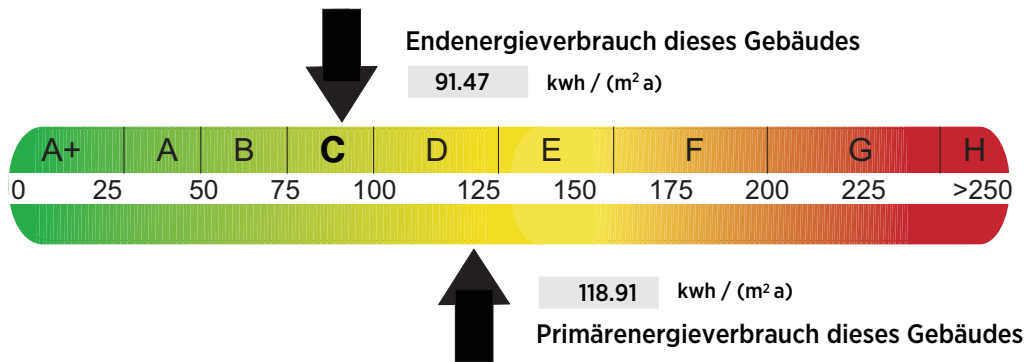 Endenergieverbrauch dieses Gebäudes
91.47 kwh / (m² a)
A+ A B C D E F G H
0 25 50 75 100 125 150 175 200 225 >250
118.91 kwh / (m² a)
Primärenergieverbrauch dieses Gebäudes